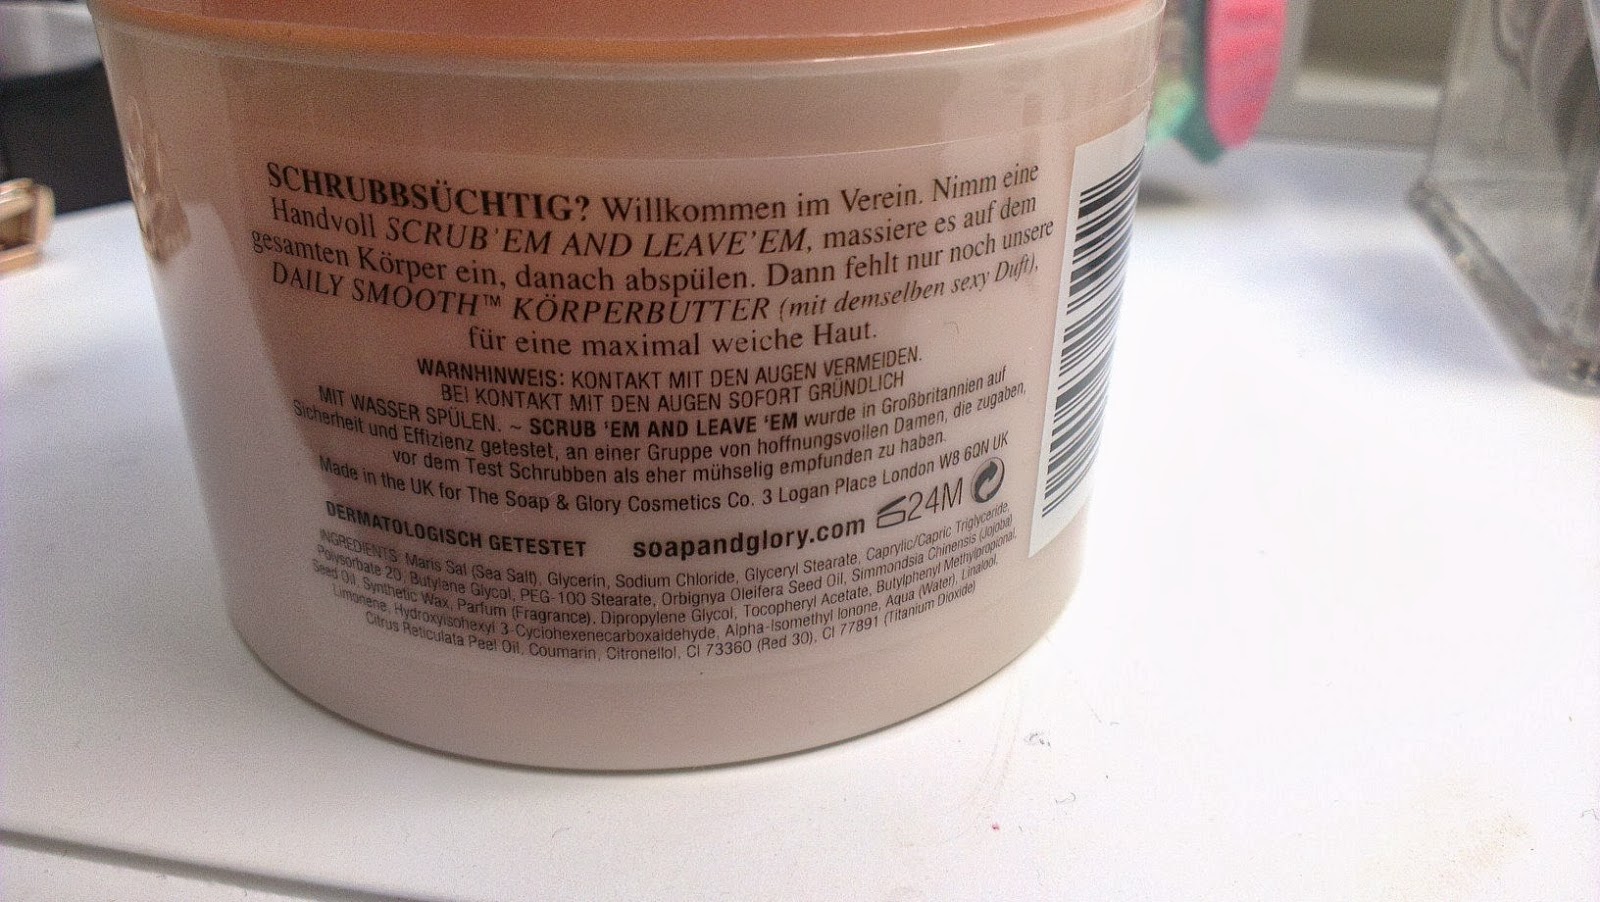 SCHRUBBSÜCHTIG? Willkommen im Verein. Nimm eine
Handvoll SCRUB'EM AND LEAVE'EM, massiere es auf dem
gesamten Körper ein, danach abspülen. Dann fehlt nur noch unsere
DAILY SMOOTH™ KÖRPERBUTTER (mit demselben sexy Duft),
für eine maximal weiche Haut.
WARNHINWEIS: KONTAKT MIT DEN AUGEN VERMEIDEN.
BEI KONTAKT MIT DEN AUGEN SOFORT GRÜNDLICH
MIT WASSER SPÜLEN. ~ SCRUB 'EM AND LEAVE 'EM wurde in Großbritannien auf
Sicherheit und Effizienz getestet, an einer Gruppe von hoffnungsvollen Damen, die zugaben,
vor dem Test Schrubben als eher mühselig empfunden zu haben.
Made in the UK for The Soap & Glory Cosmetics Co. 3 Logan Place London W8 6QN UK
DERMATOLOGISCH GETESTET soapandglory.com 24M
INGREDIENTS: Maris Sal (Sea Salt), Glycerin, Sodium Chloride, Glyceryl Stearate, Caprylic/Capric Triglyceride,
Polysorbate 20, Butylene Glycol, PEG-100 Stearate, Orbignya Oleifera Seed Oil, Simmondsia Chinensis (Jojoba)
Seed Oil, Synthetic Wax, Parfum (Fragrance), Dipropylene Glycol, Tocopheryl Acetate, Butylphenyl Methylpropional,
Limonene, Hydroxyisohexyl 3-Cyclohexenecarboxaldehyde, Alpha-Isomethyl Ionone, Aqua (Water), Linalool,
Citrus Reticulata Peel Oil, Coumarin, Citronellol, CI 73360 (Red 30), CI 77891 (Titanium Dioxide)